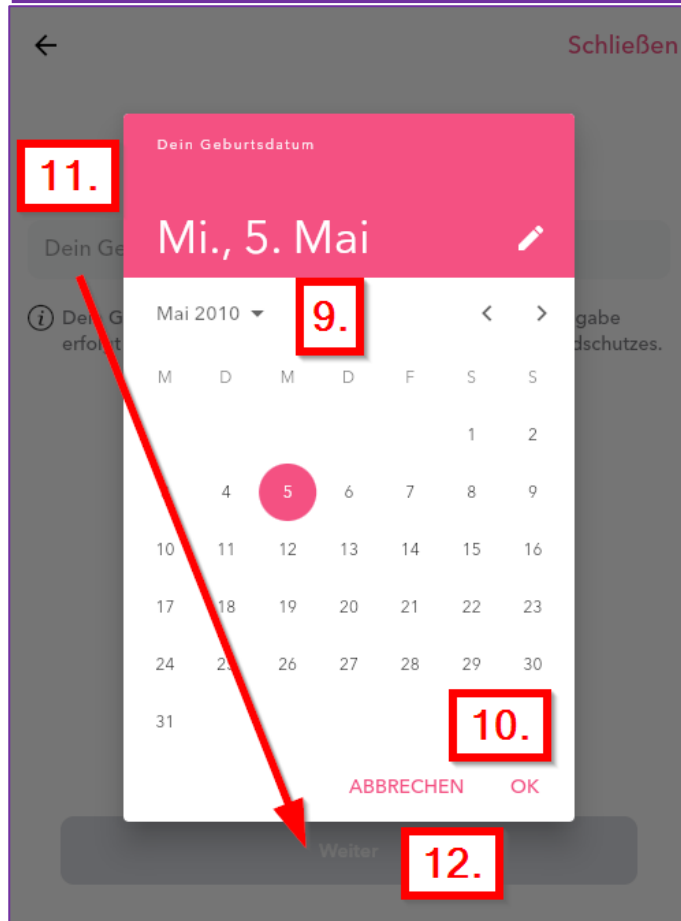 Schließen
Dein Geburtsdatum
11.
Mi., 5. Mai
Dein Ge
Mai 2010
9.
Dein G
gabe
erfolgt
dschutzes.
M D M D F S S
1 2
4 5 6 7 8 9
10 11 12 13 14 15 16
17 18 19 20 21 22 23
24 25 26 27 28 29 30
31
10.
ABBRECHEN OK
Weiter
12.